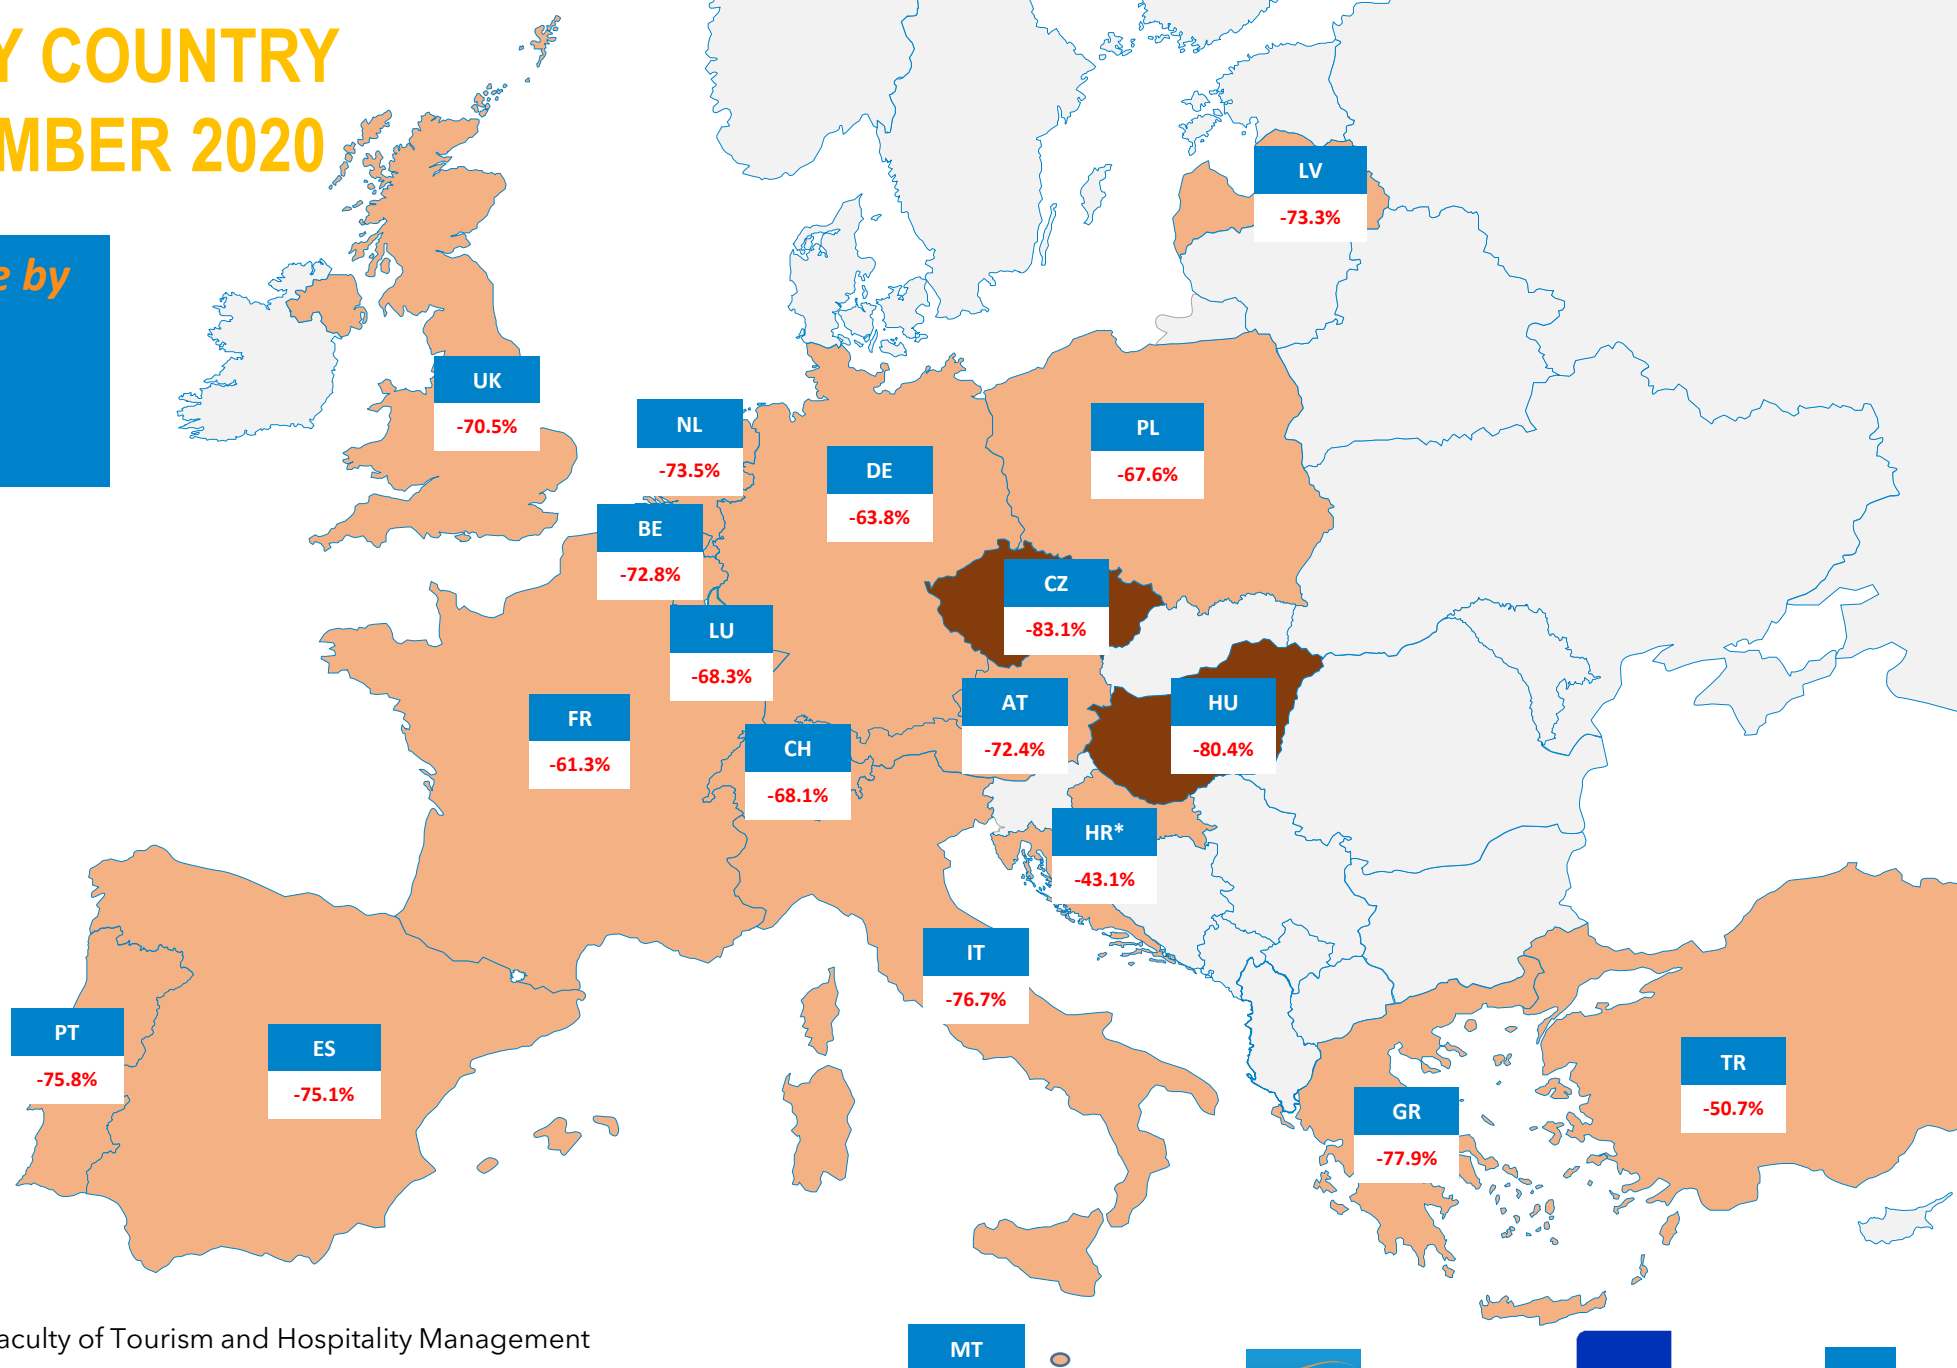 Y COUNTRY
MBER 2020
e by
LV
-73.3%
UK
-70.5%
NL
-73.5%
PL
-67.6%
DE
-63.8%
BE
-72.8%
CZ
-83.1%
LU
-68.3%
AT
-72.4%
HU
-80.4%
FR
-61.3%
CH
-68.1%
HR*
-43.1%
IT
-76.7%
PT
-75.8%
ES
-75.1%
TR
-50.7%
GR
-77.9%
aculty of Tourism and Hospitality Management
MT